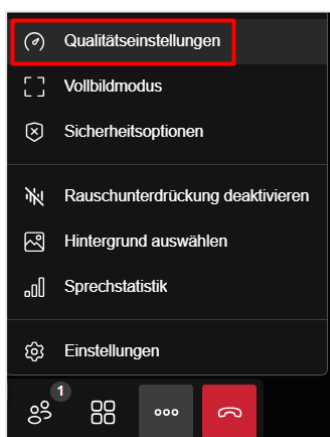 Qualitätseinstellungen
Vollbildmodus
Sicherheitsoptionen
Rauschunterdrückung deaktivieren
Hintergrund auswählen
Sprechstatistik
Einstellungen
1